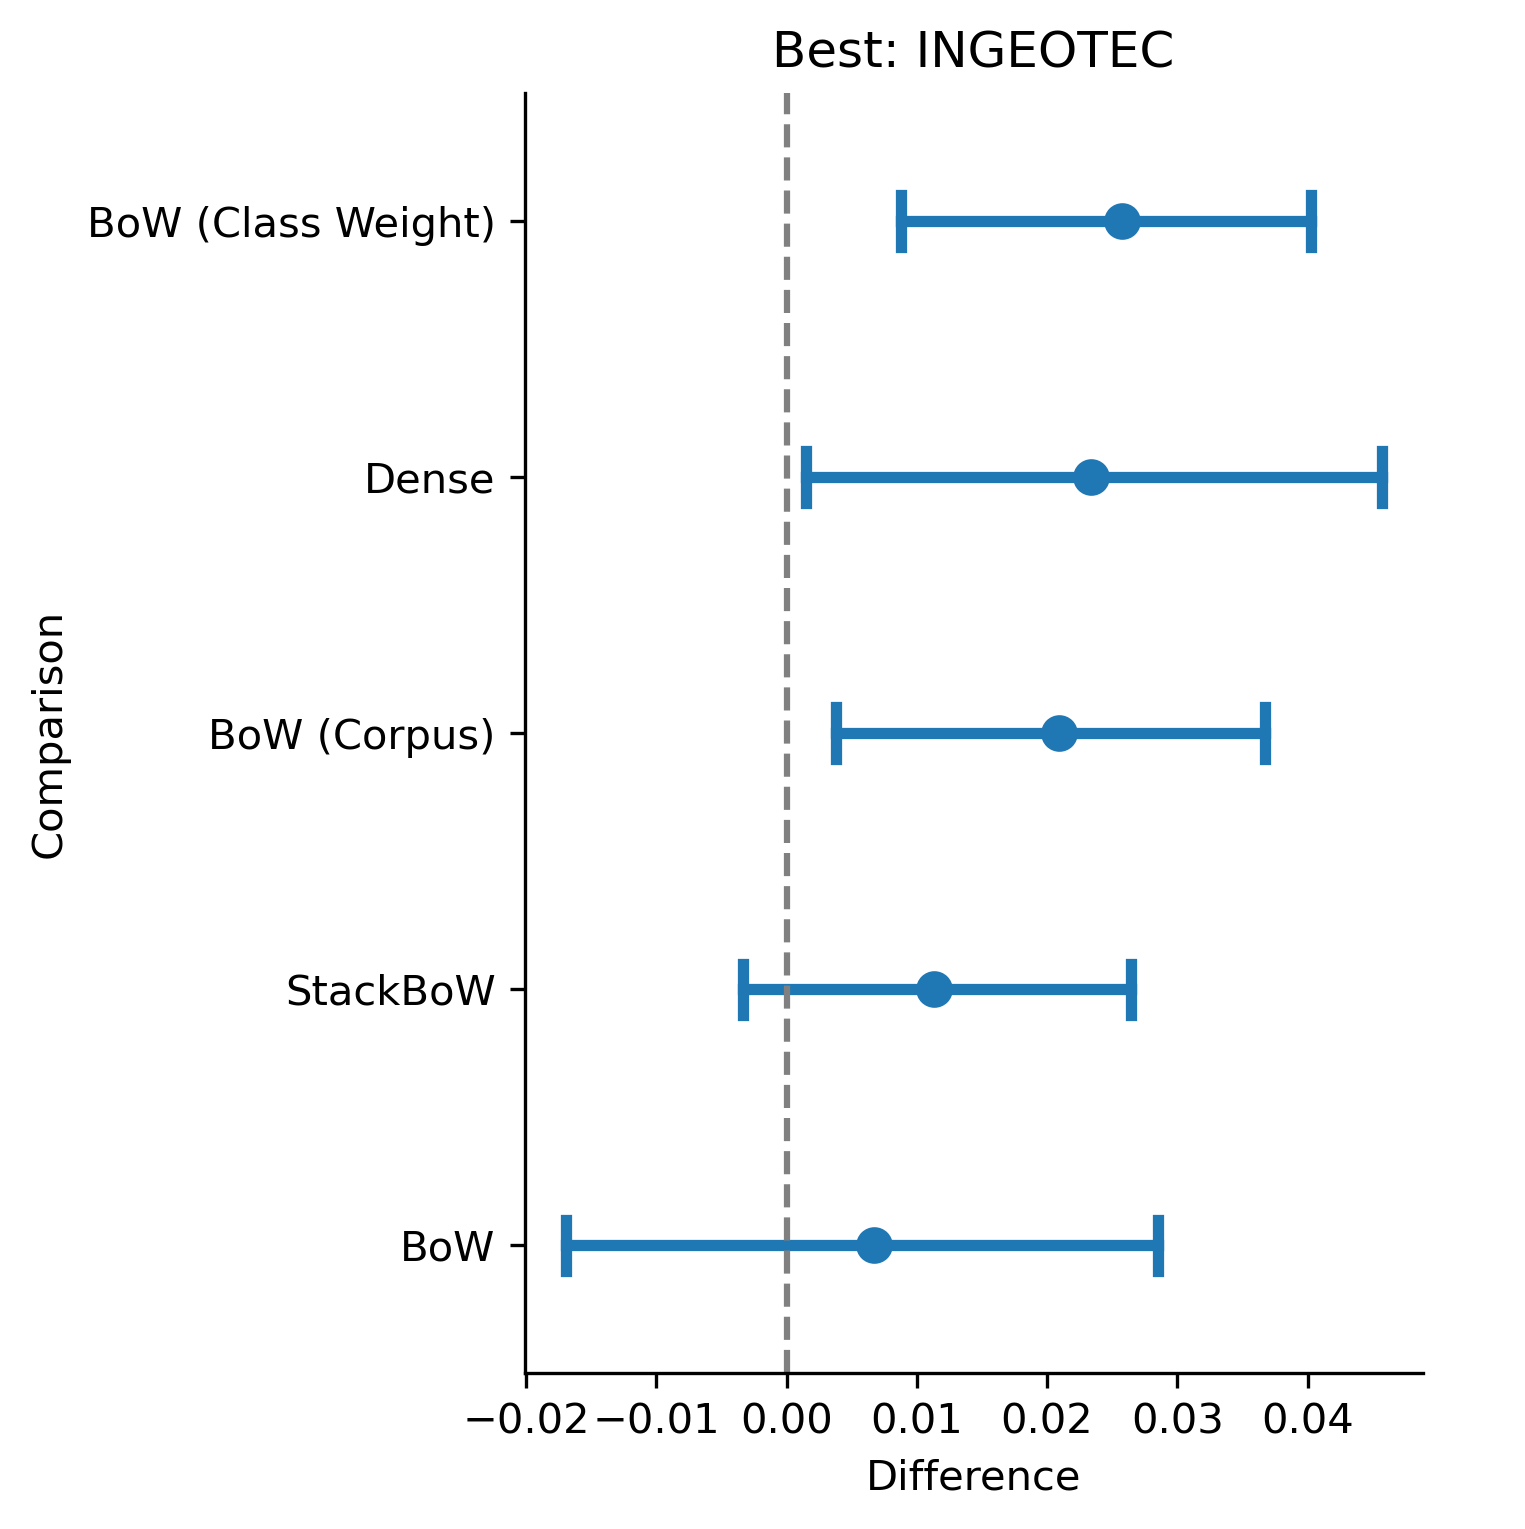 Best: INGEOTEC
BoW (Class Weight)
Dense
BoW (Corpus)
StackBoW
BoW
Comparison
−0.02 −0.01 0.00 0.01 0.02 0.03 0.04
Difference